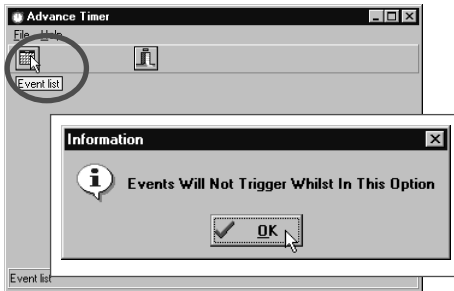 Advance Timer
File Help
Event list
Information
i
Events Will Not Trigger Whilst In This Option
OK
Event list